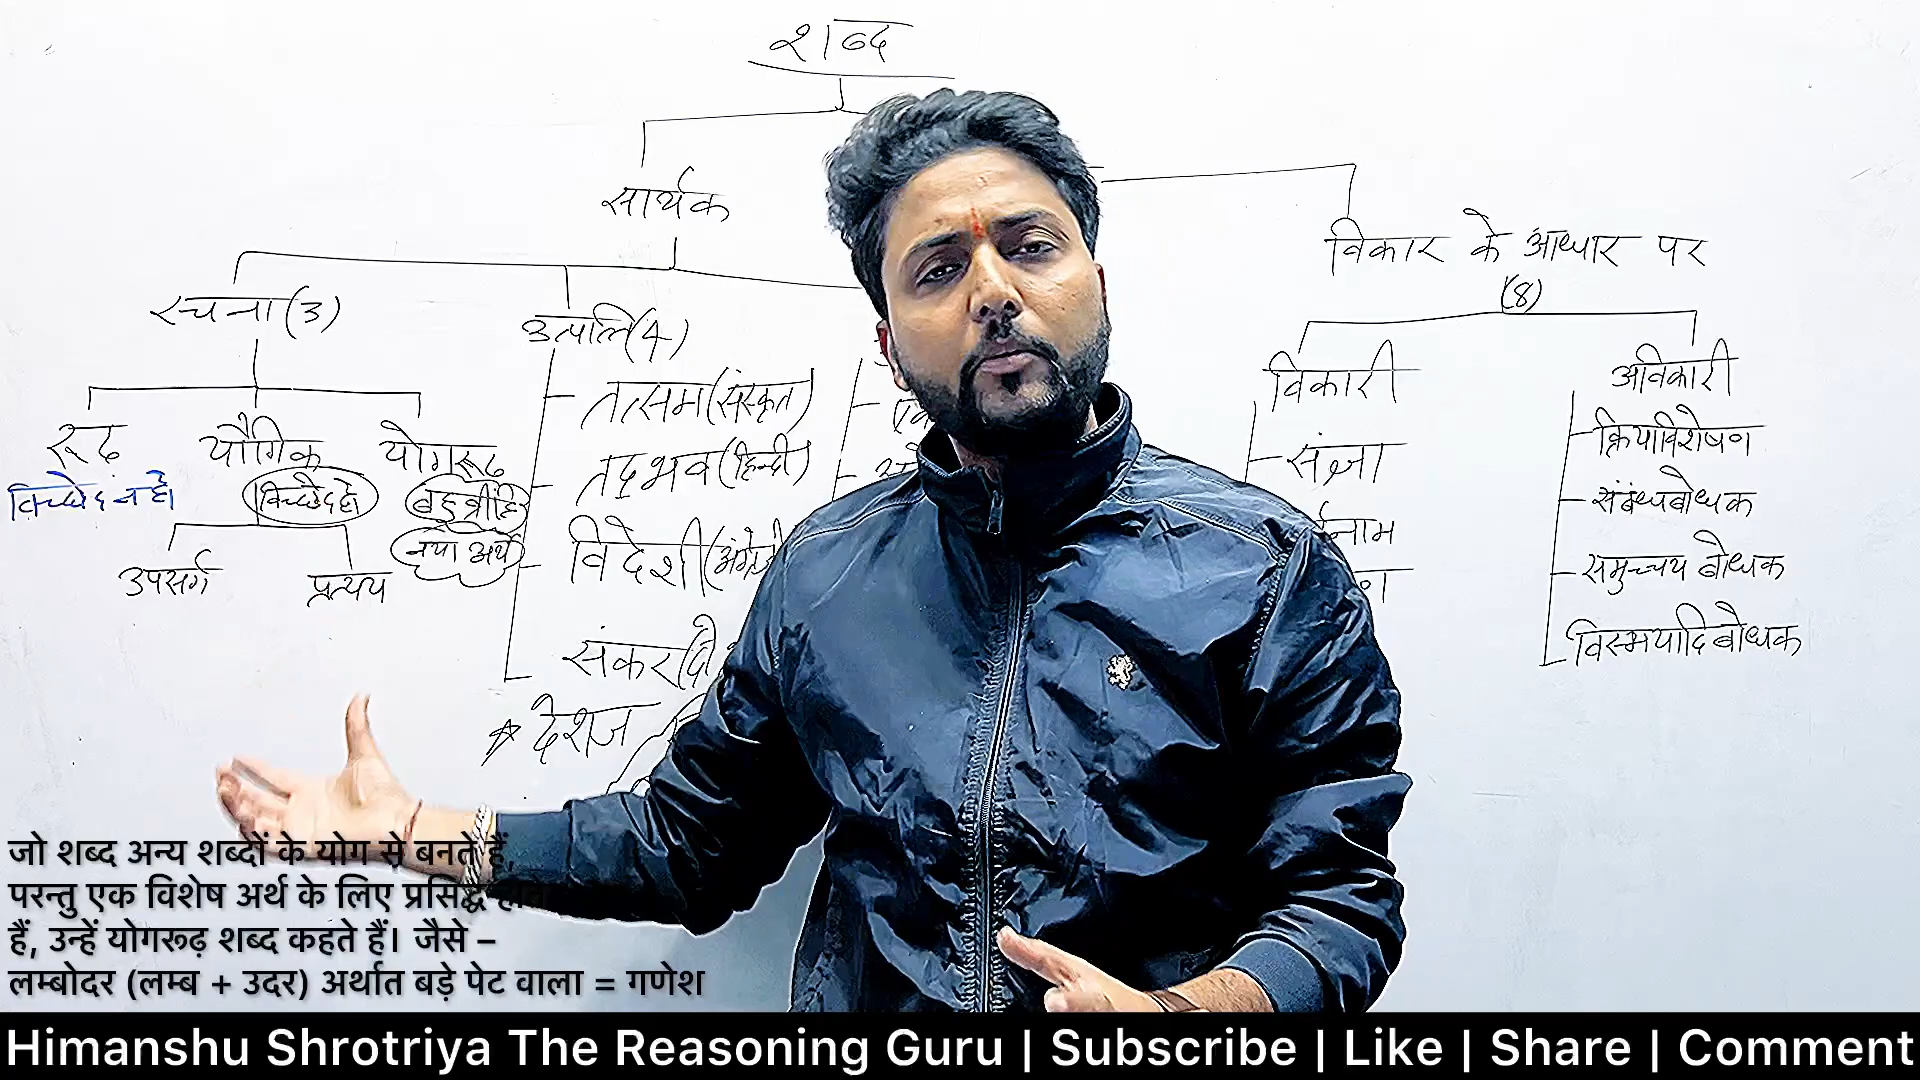 शब्द
सार्थक
विकार के आधार पर
(8)
रचना (3)
उत्पत्ति (4)
विकारी
अविकारी
रूढ
यौगिक
योगरूढ
विच्छेद न हो
विच्छेद हो
बहुव्रीहि
नया अर्थ
उपसर्ग
प्रत्यय
तत्सम (संस्कृत)
तद्भव (हिन्दी)
विदेशी
संकर
* देशज
संज्ञा
क्रियाविशेषण
संबंधबोधक
समुच्चय बोधक
विस्मयादिबोधक
जो शब्द अन्य शब्दों के योग से बनते हैं,
परन्तु एक विशेष अर्थ के लिए प्रसिद्ध होते
हैं, उन्हें योगरूढ़ शब्द कहते हैं। जैसे –
लम्बोदर (लम्ब + उदर) अर्थात बड़े पेट वाला = गणेश
Himanshu Shrotriya The Reasoning Guru | Subscribe | Like | Share | Comment